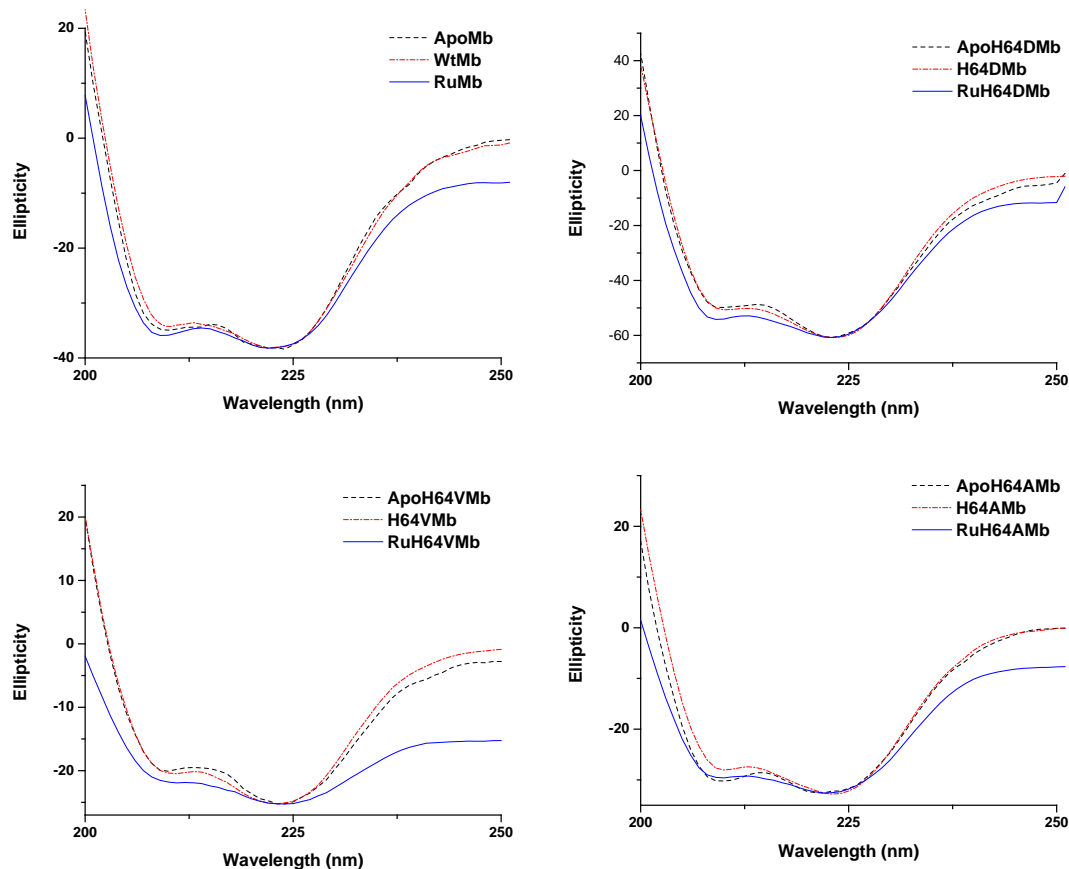 ApoMb
WtMb
RuMb
20
0
-20
-40
200
225
250
Ellipticity
Wavelength (nm)
ApoH64DMb
H64DMb
RuH64DMb
40
20
0
-20
-40
-60
200
225
250
Ellipticity
Wavelength (nm)
ApoH64VMb
H64VMb
RuH64VMb
20
10
0
-10
-20
200
225
250
Ellipticity
Wavelength (nm)
ApoH64AMb
H64AMb
RuH64AMb
20
0
-20
200
225
250
Ellipticity
Wavelength (nm)